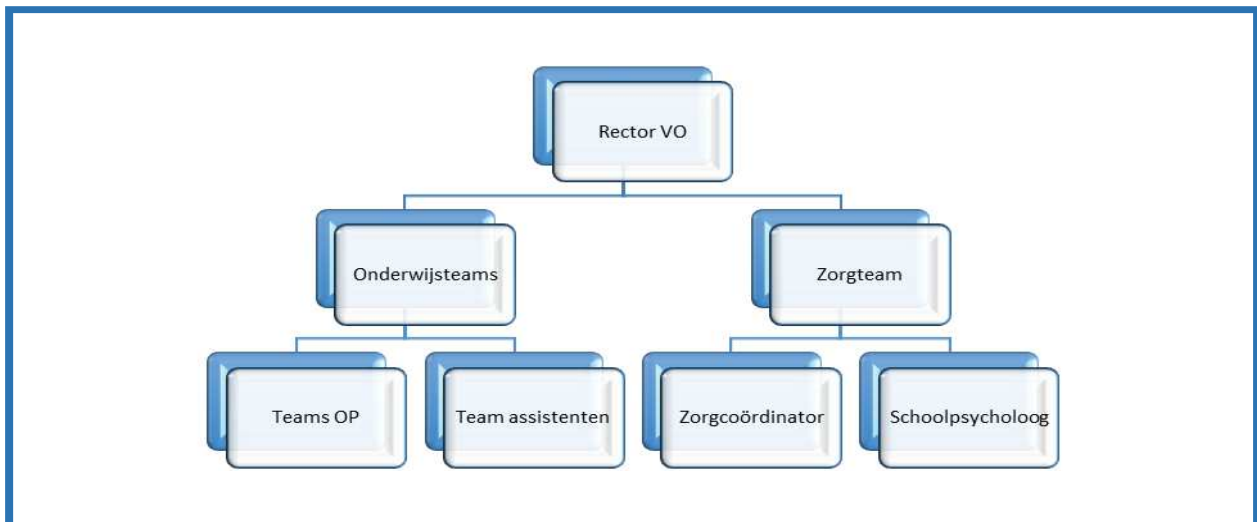 Rector VO
Onderwijsteams
Zorgteam
Teams OP
Team assistenten
Zorgcoördinator
Schoolpsycholoog